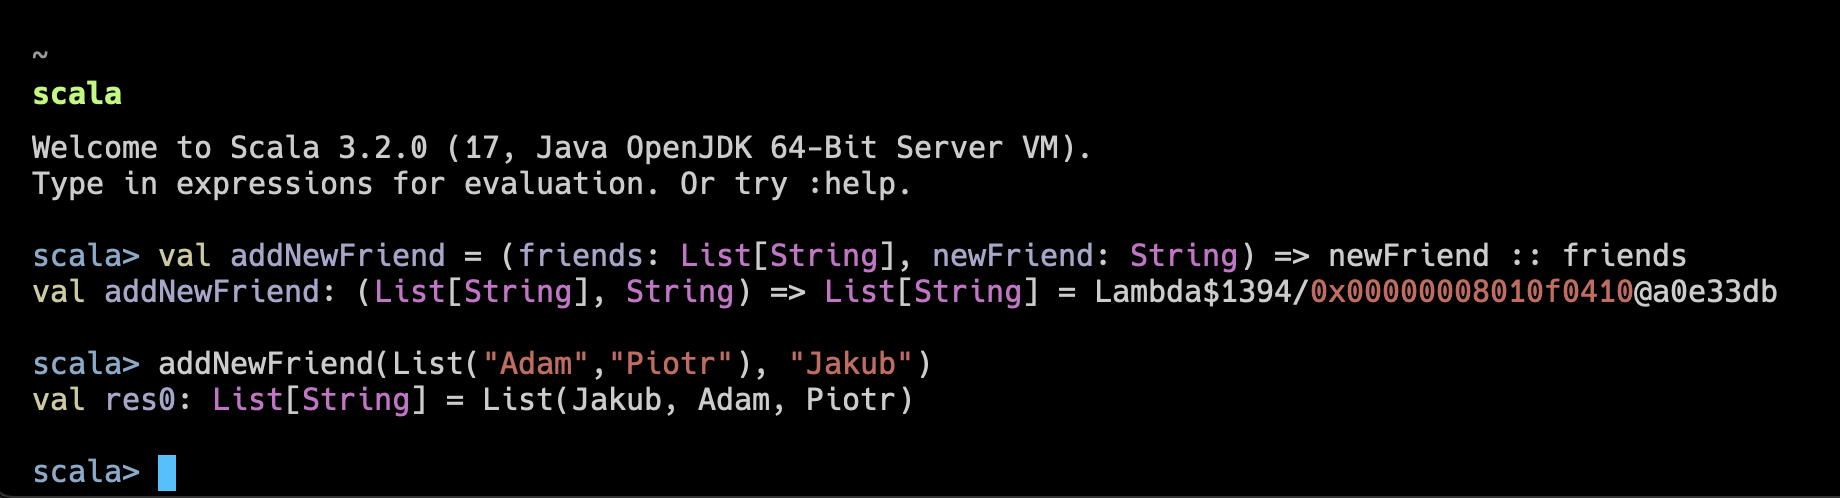 ~
scala
Welcome to Scala 3.2.0 (17, Java OpenJDK 64-Bit Server VM).
Type in expressions for evaluation. Or try :help.
scala> val addNewFriend = (friends: List[String], newFriend: String) => newFriend :: friends
val addNewFriend: (List[String], String) => List[String] = Lambda$1394/0x00000008010f0410@a0e33db
scala> addNewFriend(List("Adam","Piotr"), "Jakub")
val res0: List[String] = List(Jakub, Adam, Piotr)
scala>